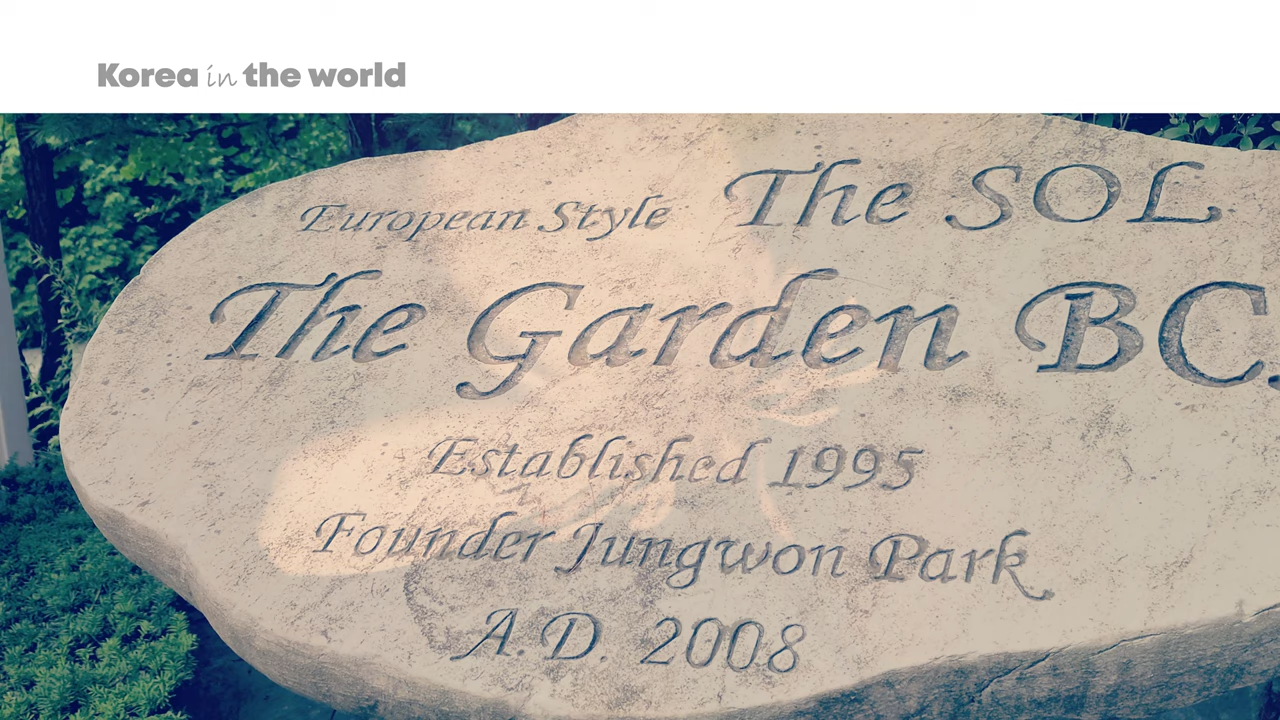 Korea in the world
European Style The SOL
The Garden BC.
Established 1995
Founder Jungwon Park
A.D. 2008